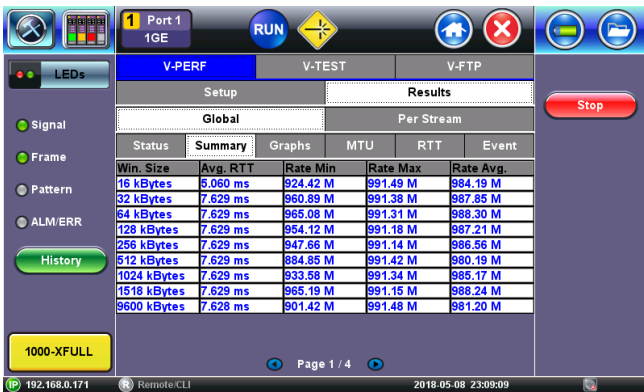 1 Port 1
1GE
RUN
LEDs
V-PERF V-TEST V-FTP
Setup Results
Stop
Global Per Stream
Signal
Status Summary Graphs MTU RTT Event
Frame
Win. Size Avg. RTT Rate Min Rate Max Rate Avg.
16 kBytes 5.060 ms 924.42 M 991.49 M 984.19 M
32 kBytes 7.629 ms 960.89 M 991.38 M 987.85 M
Pattern
64 kBytes 7.629 ms 965.08 M 991.31 M 988.30 M
128 kBytes 7.629 ms 954.12 M 991.18 M 987.21 M
ALM/ERR
256 kBytes 7.629 ms 947.66 M 991.14 M 986.56 M
History
512 kBytes 7.629 ms 884.85 M 991.42 M 980.19 M
1024 kBytes 7.629 ms 933.58 M 991.34 M 985.17 M
1518 kBytes 7.629 ms 965.19 M 991.15 M 988.24 M
9600 kBytes 7.628 ms 901.42 M 991.48 M 981.20 M
1000-XFULL
Page 1 / 4
IP 192.168.0.171 R Remote/CLI 2018-05-08 23:09:09